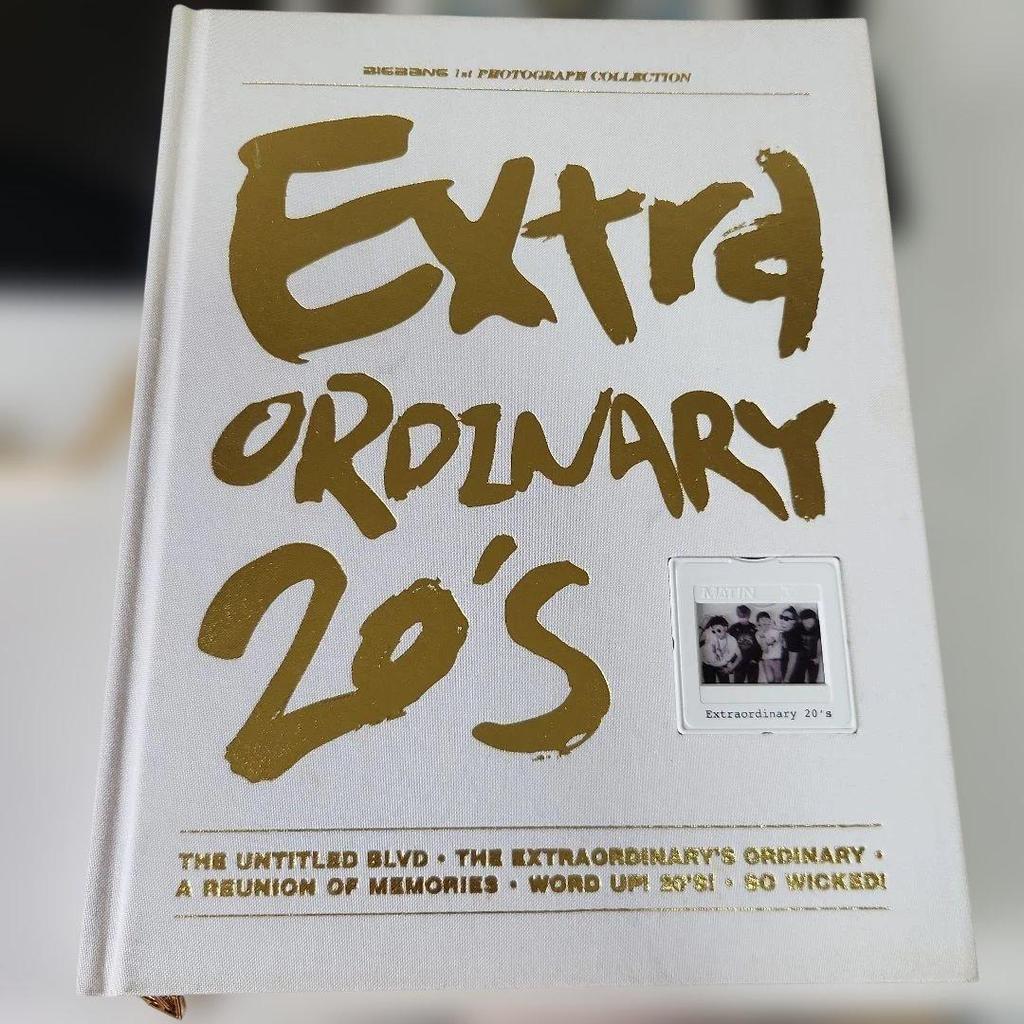 BIGBANG 1st PHOTOGRAPH COLLECTION
Extra
ORDINARY
20'S
MATIN
Extraordinary 20's
THE UNTITLED BLVD · THE EXTRAORDINARY'S ORDINARY ·
A REUNION OF MEMORIES · WORD UP! 20'S! · SO WICKED!